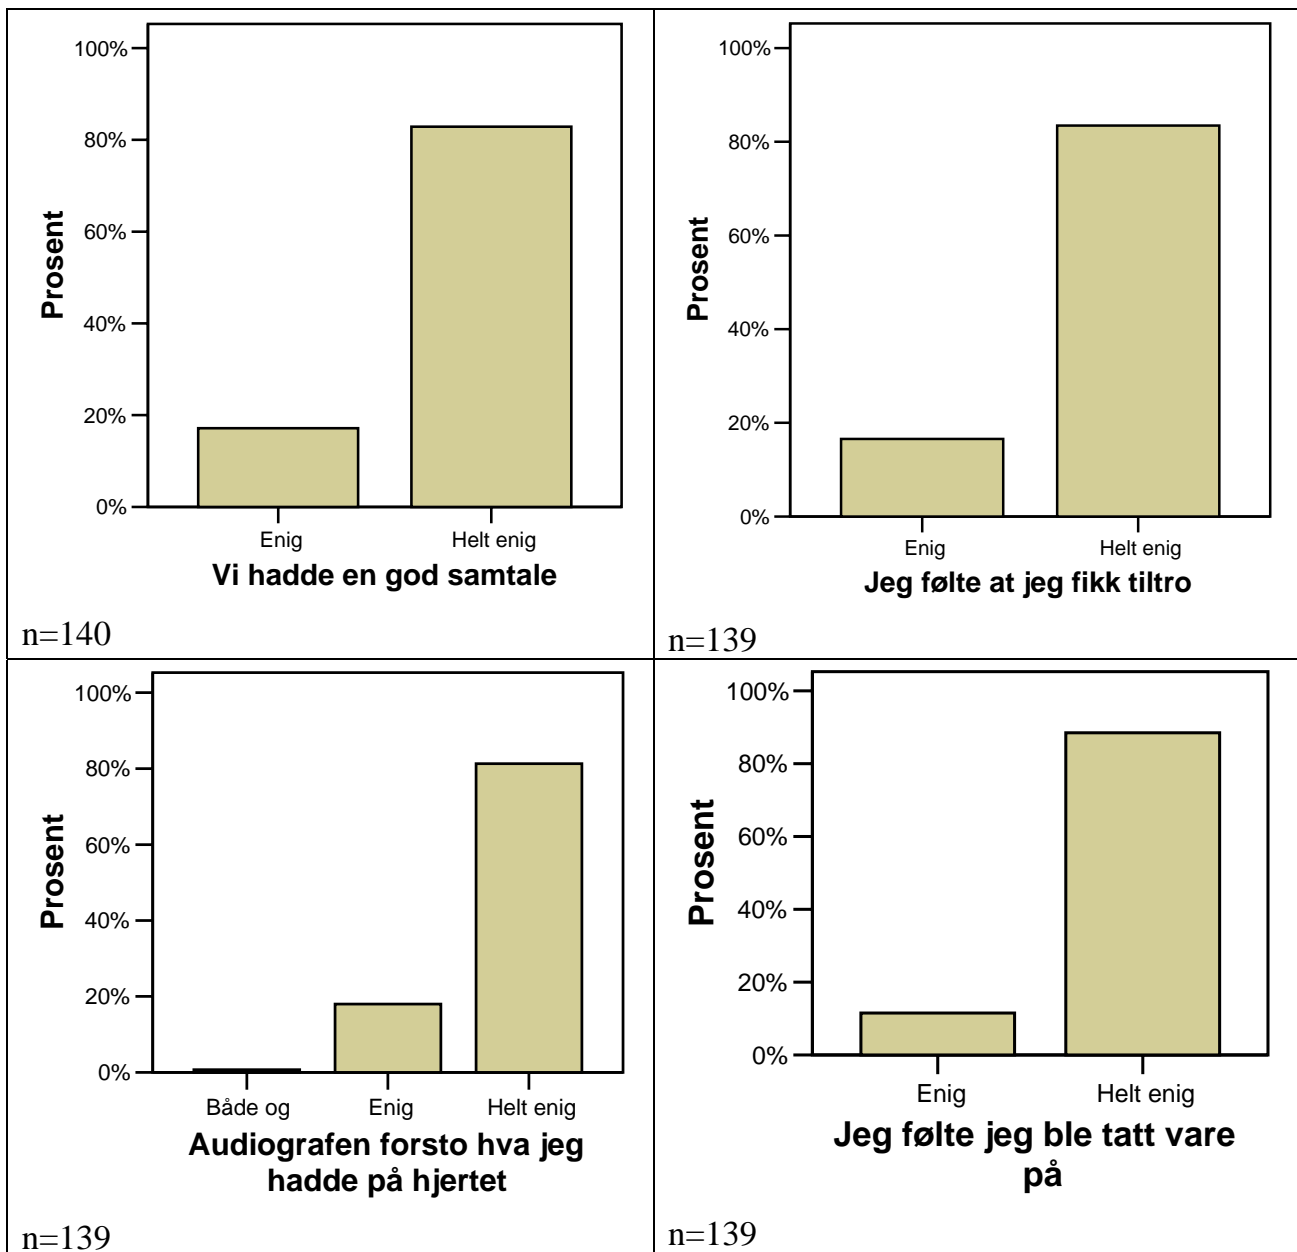 100%
80%
60%
40%
20%
0%
Prosent
Enig Helt enig
Vi hadde en god samtale
n=140
100%
80%
60%
40%
20%
0%
Prosent
Enig Helt enig
Jeg følte at jeg fikk tiltro
n=139
100%
80%
60%
40%
20%
0%
Prosent
Både og Enig Helt enig
Audiografen forsto hva jeg
hadde på hjertet
n=139
100%
80%
60%
40%
20%
0%
Prosent
Enig Helt enig
Jeg følte jeg ble tatt vare
på
n=139